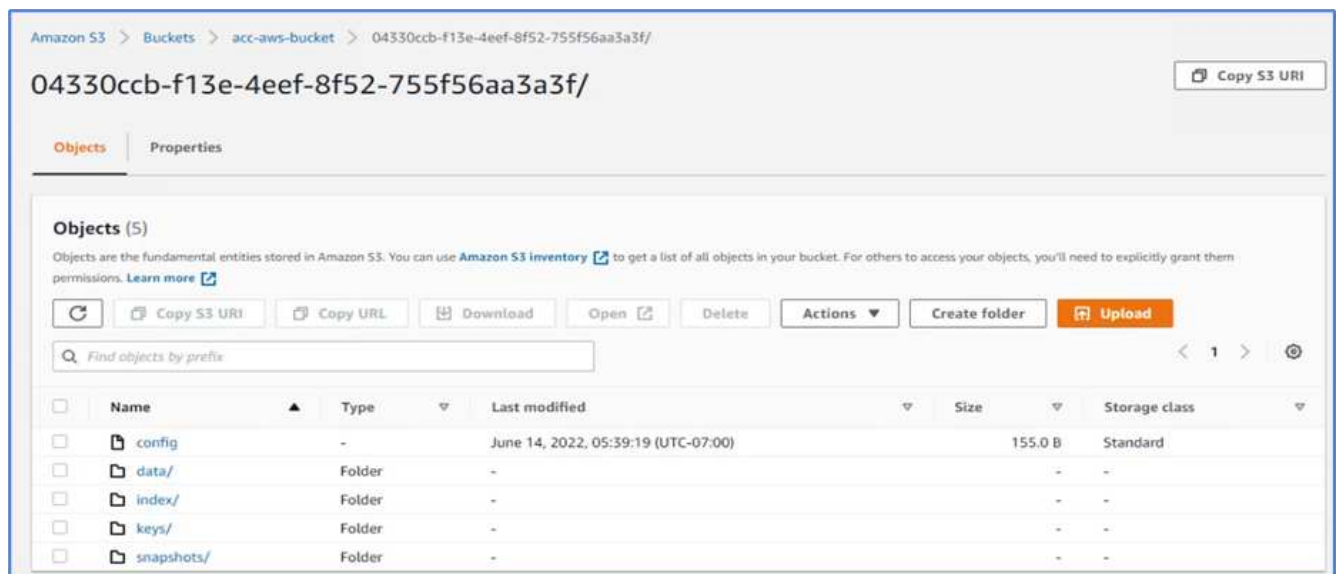 Amazon S3 > Buckets > acc-aws-bucket > 04330ccb-f13e-4eef-8f52-755f56aa3a3f/
04330ccb-f13e-4eef-8f52-755f56aa3a3f/
Copy S3 URI
Objects Properties
Objects (5)
Objects are the fundamental entities stored in Amazon S3. You can use Amazon S3 inventory to get a list of all objects in your bucket. For others to access your objects, you'll need to explicitly grant them
permissions. Learn more
Copy S3 URI Copy URL Download Open Delete Actions Create folder Upload
Find objects by prefix
< 1 >
Name Type Last modified Size Storage class
config - June 14, 2022, 05:39:19 (UTC-07:00) 155.0 B Standard
data/ Folder - - -
index/ Folder - - -
keys/ Folder - - -
snapshots/ Folder - - -